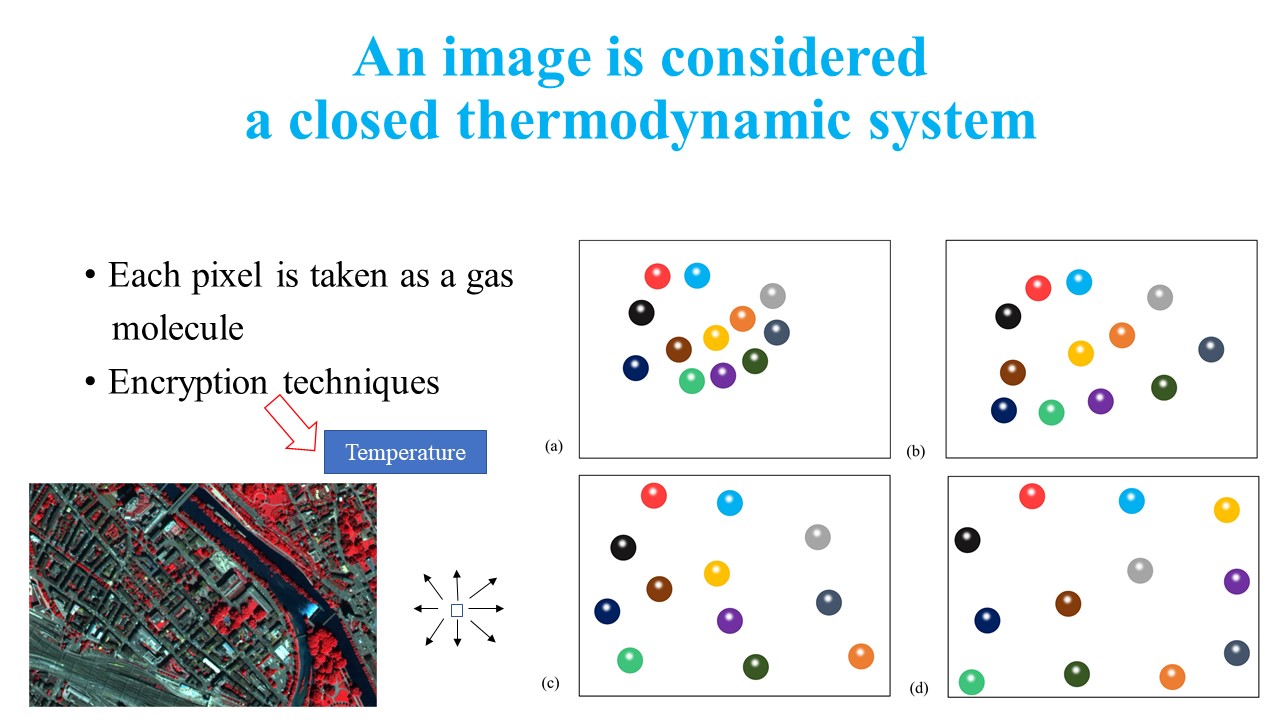 An image is considered
a closed thermodynamic system
• Each pixel is taken as a gas
molecule
• Encryption techniques
Temperature
(a)
(b)
(c)
(d)